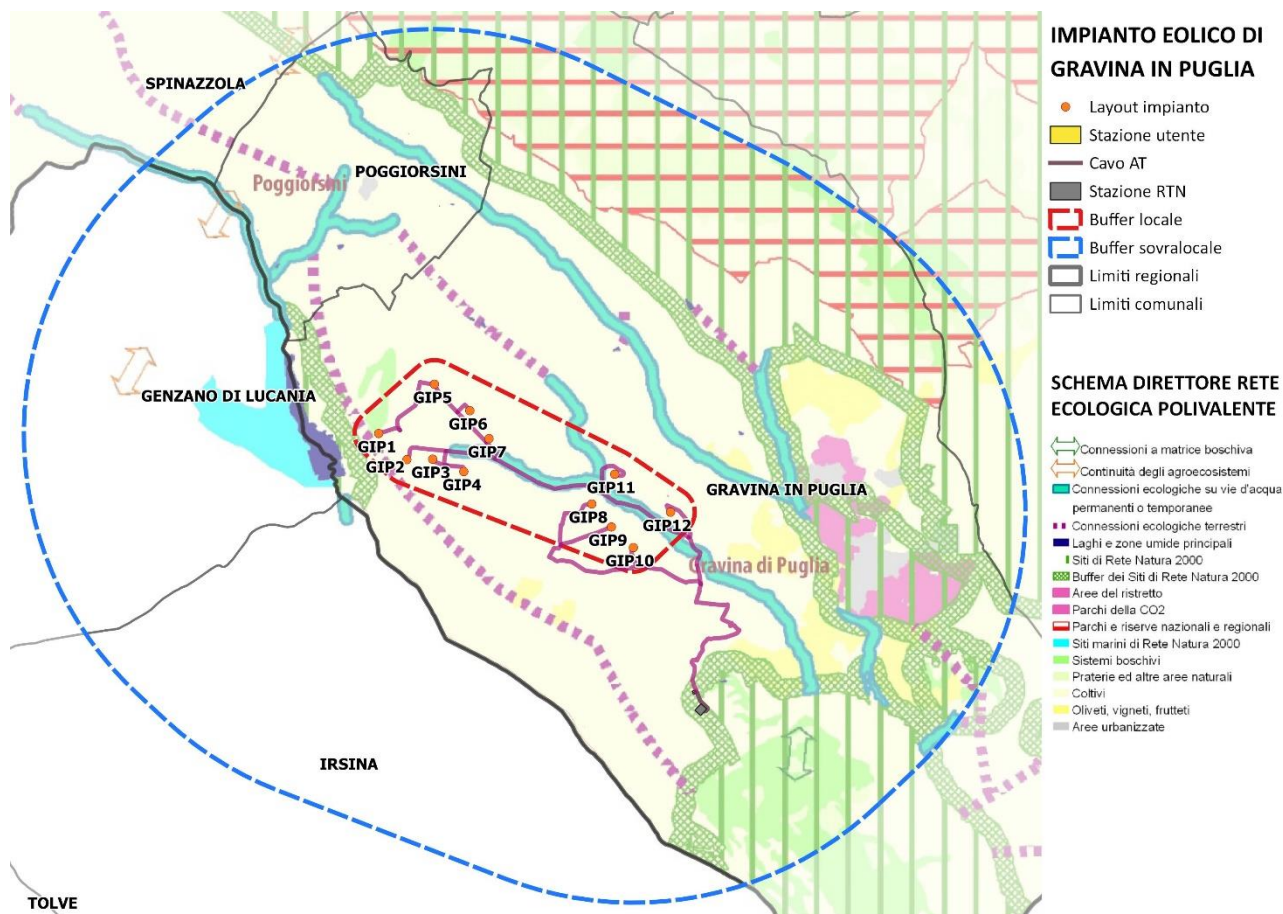 SPINAZZOLA
POGGIORSINI
Poggiorsini
GENZANO DI LUCANIA
GIP5
GIP6
GIP1
GIP7
GIP2
GIP3
GIP4
GIP11
GRAVINA IN PUGLIA
GIP8
GIP12
GIP9
GIP10
Gravina di Puglia
IRSINA
TOLVE
IMPIANTO EOLICO DI
GRAVINA IN PUGLIA
Layout impianto
Stazione utente
Cavo AT
Stazione RTN
Buffer locale
Buffer sovralocale
Limiti regionali
Limiti comunali
SCHEMA DIRETTORE RETE
ECOLOGICA POLIVALENTE
Connessioni a matrice boschiva
Continuità degli agroecosistemi
Connessioni ecologiche su vie d'acqua
permanenti o temporanee
Connessioni ecologiche terrestri
Laghi e zone umide principali
Siti di Rete Natura 2000
Buffer dei Siti di Rete Natura 2000
Aree del ristretto
Parchi della CO2
Parchi e riserve nazionali e regionali
Siti marini di Rete Natura 2000
Sistemi boschivi
Praterie ed altre aree naturali
Coltivi
Oliveti, vigneti, frutteti
Aree urbanizzate